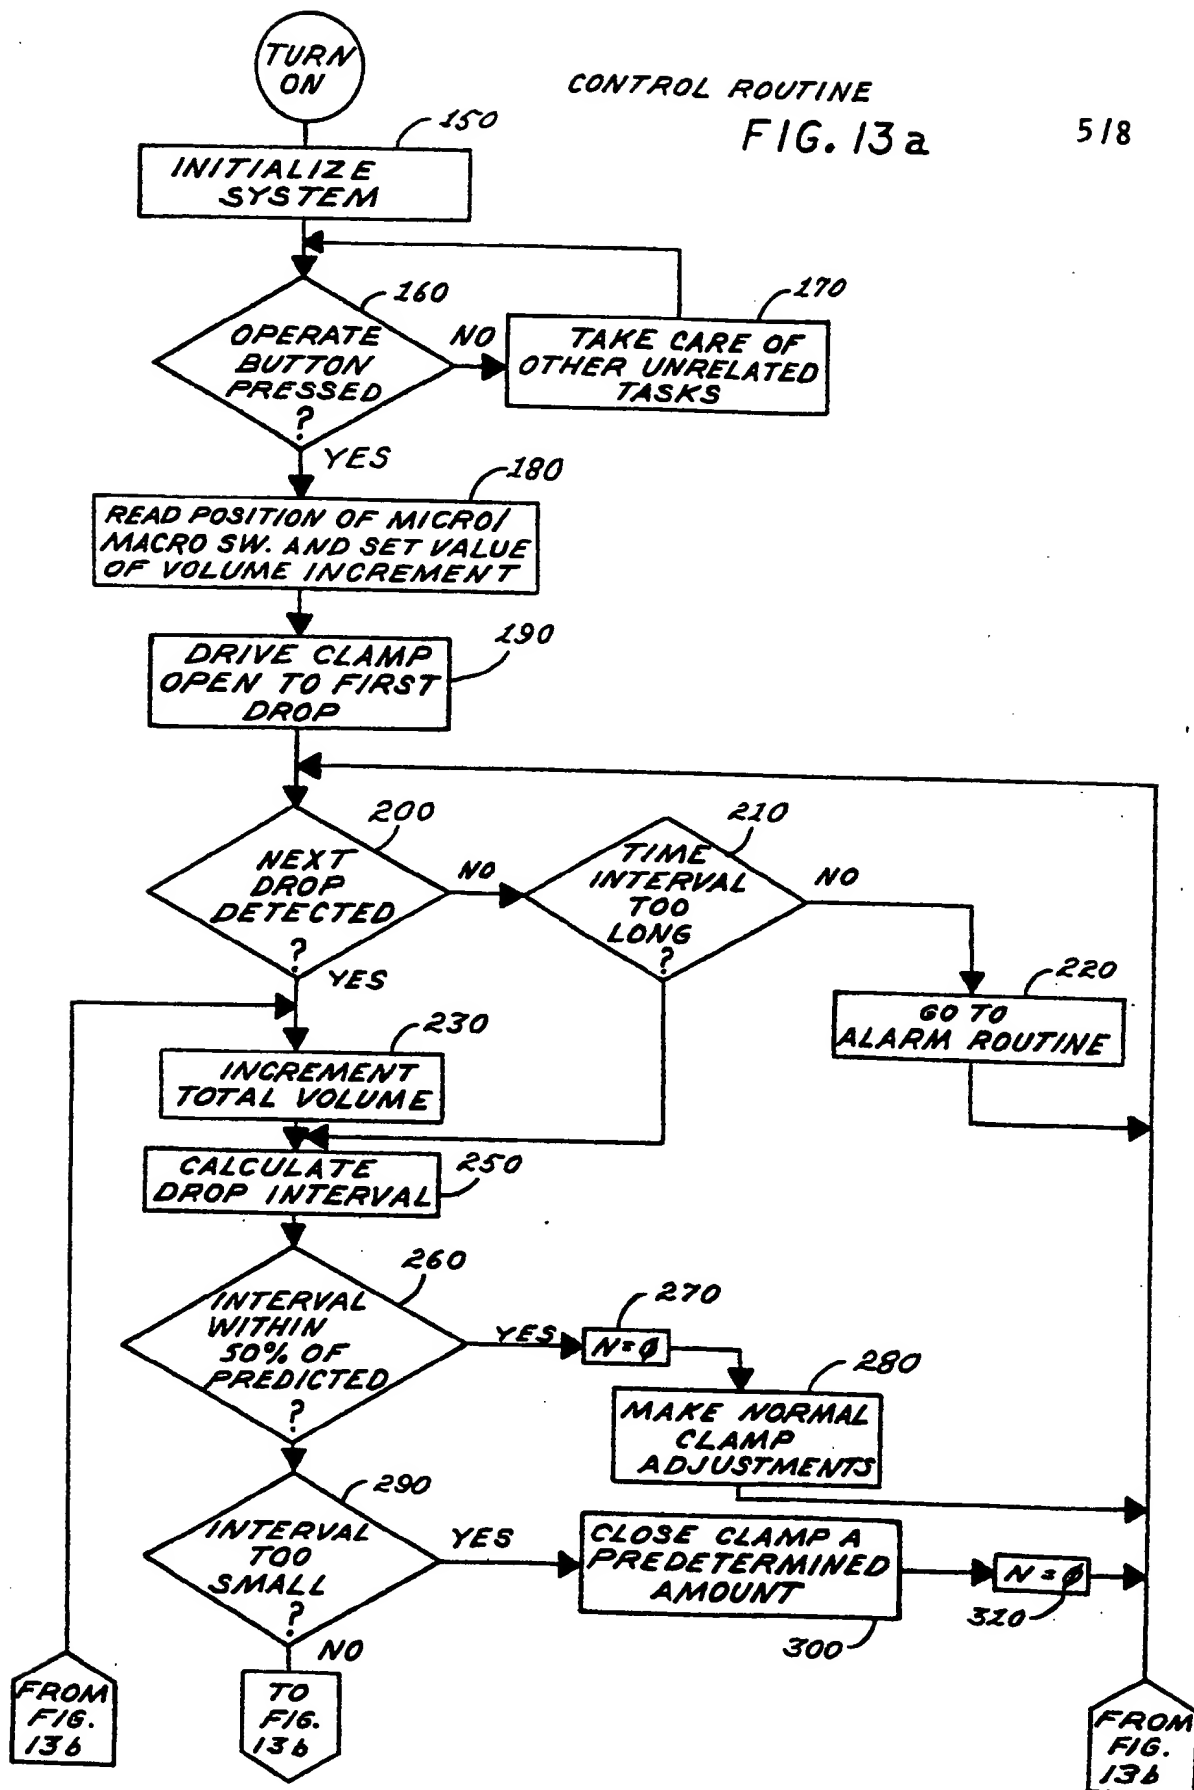 TURN
ON
CONTROL ROUTINE
FIG. 13a
5/8
150
INITIALIZE
SYSTEM
160
OPERATE
BUTTON
PRESSED
?
NO
170
TAKE CARE OF
OTHER UNRELATED
TASKS
YES
180
READ POSITION OF MICRO/
MACRO SW. AND SET VALUE
OF VOLUME INCREMENT
190
DRIVE CLAMP
OPEN TO FIRST
DROP
200
NEXT
DROP
DETECTED
?
NO
210
TIME
INTERVAL
TOO
LONG
?
NO
YES
220
GO TO
ALARM ROUTINE
230
INCREMENT
TOTAL VOLUME
CALCULATE
DROP INTERVAL
250
260
INTERVAL
WITHIN
50% OF
PREDICTED
?
YES
270
N=φ
280
MAKE NORMAL
CLAMP
ADJUSTMENTS
290
INTERVAL
TOO
SMALL
?
YES
CLOSE CLAMP A
PREDETERMINED
AMOUNT
300
N=φ
310
NO
FROM
FIG.
13b
TO
FIG.
13b
FROM
FIG.
13b